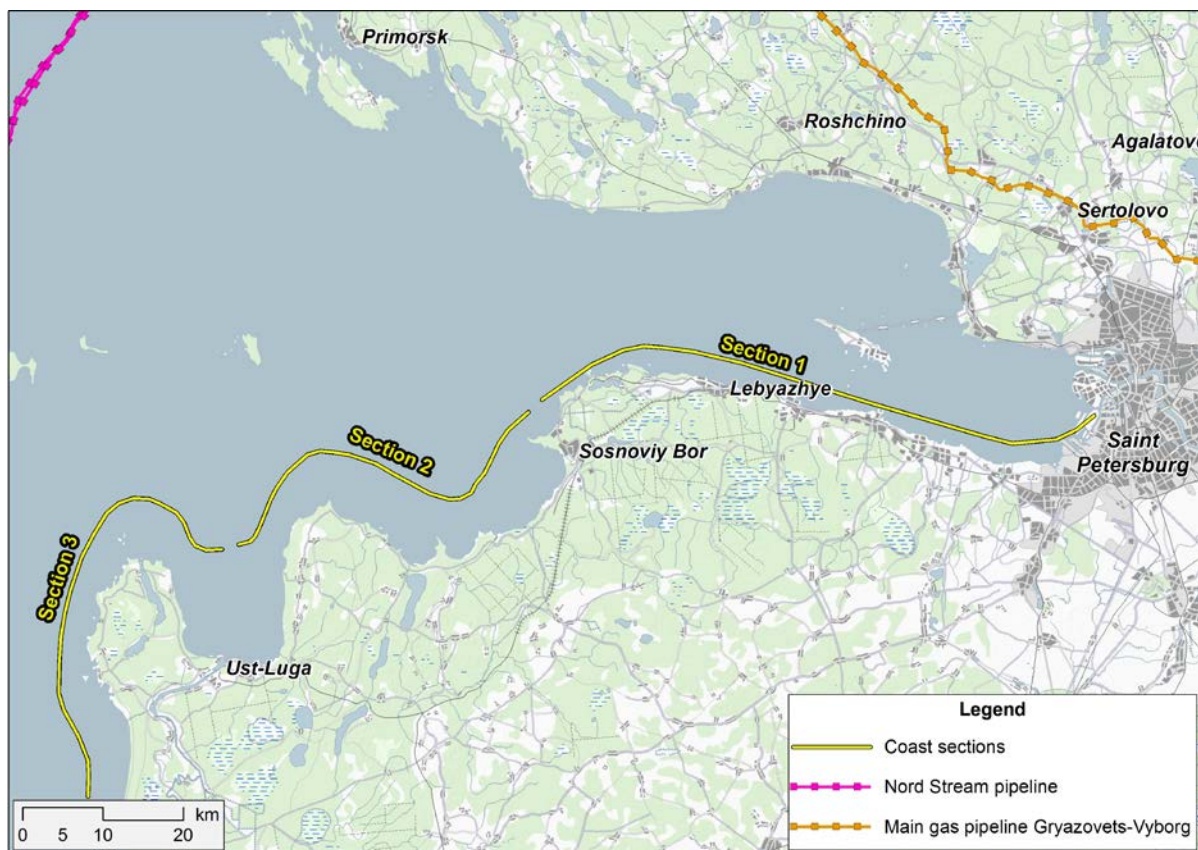 Primorsk
Roshchino
Agalatovo
Sertolovo
Section 1
Lebyazhye
Section 2
Sosnoviy Bor
Saint
Petersburg
Section 3
Ust-Luga
Legend
Coast sections
Nord Stream pipeline
Main gas pipeline Gryazovets-Vyborg
km
0 5 10 20